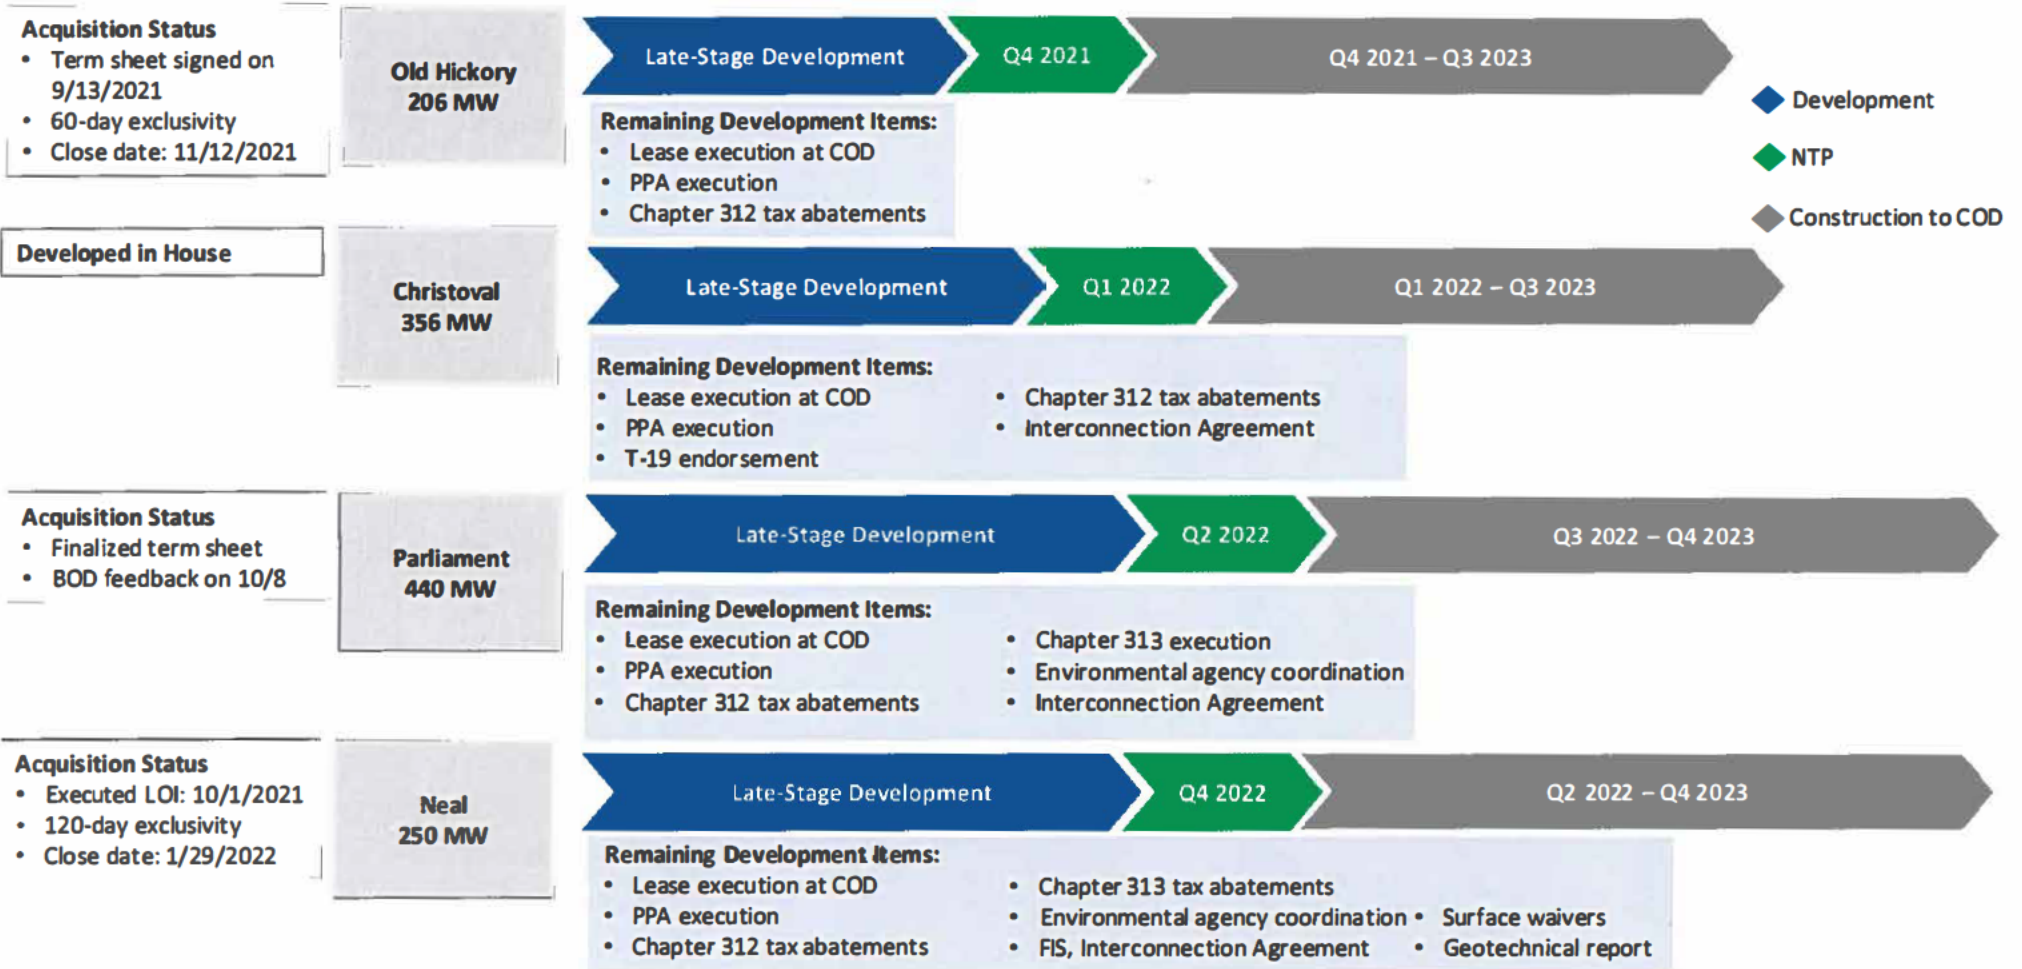 Acquisition Status
• Term sheet signed on
9/13/2021
• 60-day exclusivity
• Close date: 11/12/2021
Old Hickory
206 MW
Late-Stage Development
Q4 2021
Q4 2021 – Q3 2023
Remaining Development Items:
• Lease execution at COD
• PPA execution
• Chapter 312 tax abatements
Development
NTP
Construction to COD
Developed in House
Christoval
356 MW
Late-Stage Development
Q1 2022
Q1 2022 – Q3 2023
Remaining Development Items:
• Lease execution at COD
• PPA execution
• T-19 endorsement
• Chapter 312 tax abatements
• Interconnection Agreement
Acquisition Status
• Finalized term sheet
• BOD feedback on 10/8
Parliament
440 MW
Late-Stage Development
Q2 2022
Q3 2022 – Q4 2023
Remaining Development Items:
• Lease execution at COD
• PPA execution
• Chapter 312 tax abatements
• Chapter 313 execution
• Environmental agency coordination
• Interconnection Agreement
Acquisition Status
• Executed LOI: 10/1/2021
• 120-day exclusivity
• Close date: 1/29/2022
Neal
250 MW
Late-Stage Development
Q4 2022
Q2 2022 – Q4 2023
Remaining Development Items:
• Lease execution at COD
• PPA execution
• Chapter 312 tax abatements
• Chapter 313 tax abatements
• Environmental agency coordination
• FIS, Interconnection Agreement
• Surface waivers
• Geotechnical report